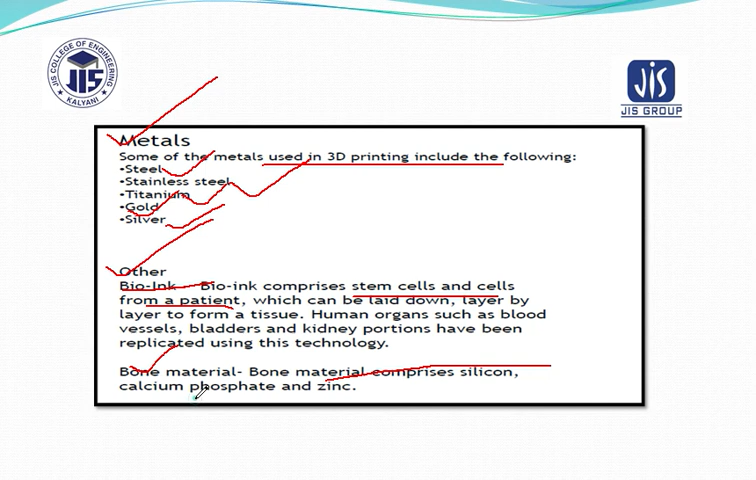 JIS COLLEGE OF ENGINEERING
JIS
KALYANI
JIS
JIS GROUP
Metals
Some of the metals used in 3D printing include the following:
•Steel
•Stainless steel
•Titanium
•Gold
•Silver
Other
Bio-Ink - Bio-ink comprises stem cells and cells
from a patient, which can be laid down, layer by
layer to form a tissue. Human organs such as blood
vessels, bladders and kidney portions have been
replicated using this technology.
Bone material- Bone material comprises silicon,
calcium phosphate and zinc.